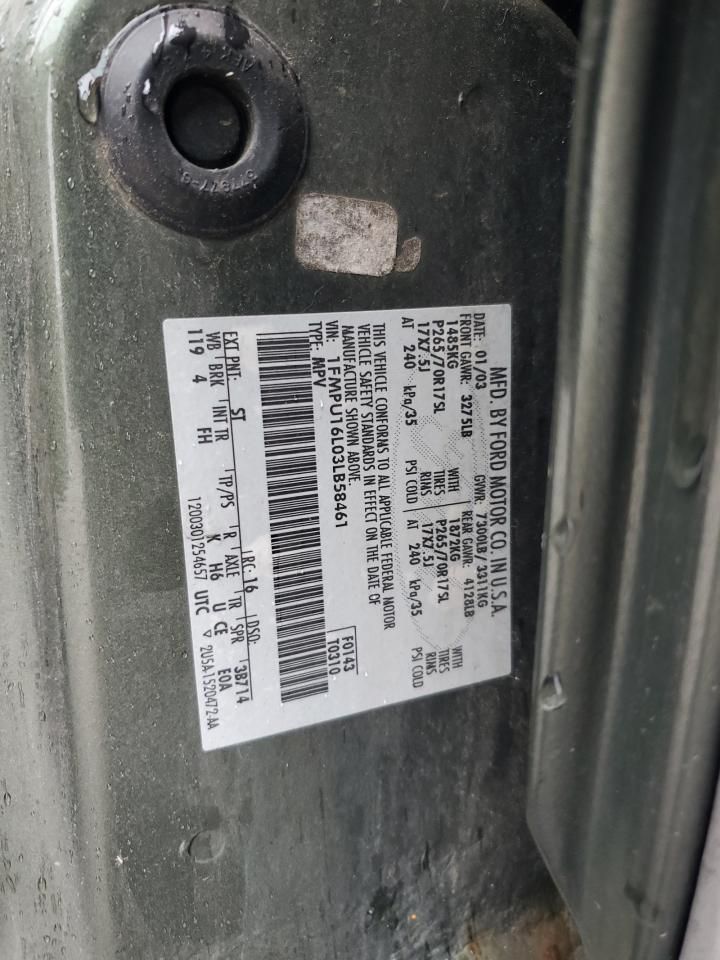 MFD. BY FORD MOTOR CO. IN U.S.A.
DATE: 01/03 GVWR: 7300LB/ 3311KG
FRONT GAWR: 3275LB REAR GAWR: 4128LB
1485KG WITH 1872KG WITH
P265/70R17SL TIRES P265/70R17SL TIRES
17X7.5J RIMS 17X7.5J RIMS
AT 240 kPa/35 PSI COLD AT 240 kPa/35 PSI COLD
THIS VEHICLE CONFORMS TO ALL APPLICABLE FEDERAL MOTOR
VEHICLE SAFETY STANDARDS IN EFFECT ON THE DATE OF
MANUFACTURE SHOWN ABOVE.
VIN: 1FMPU16L03LB58461 F0143
TYPE: MPV T0310
EXT PNT: ST RC: 16 DSO: 3B714
WB BRK INT TR TP/PS R AXLE TR SPR E0A
119 4 FH K H6 U CE
1200301254657 UTC ▽ 2U5A-1520472-AA